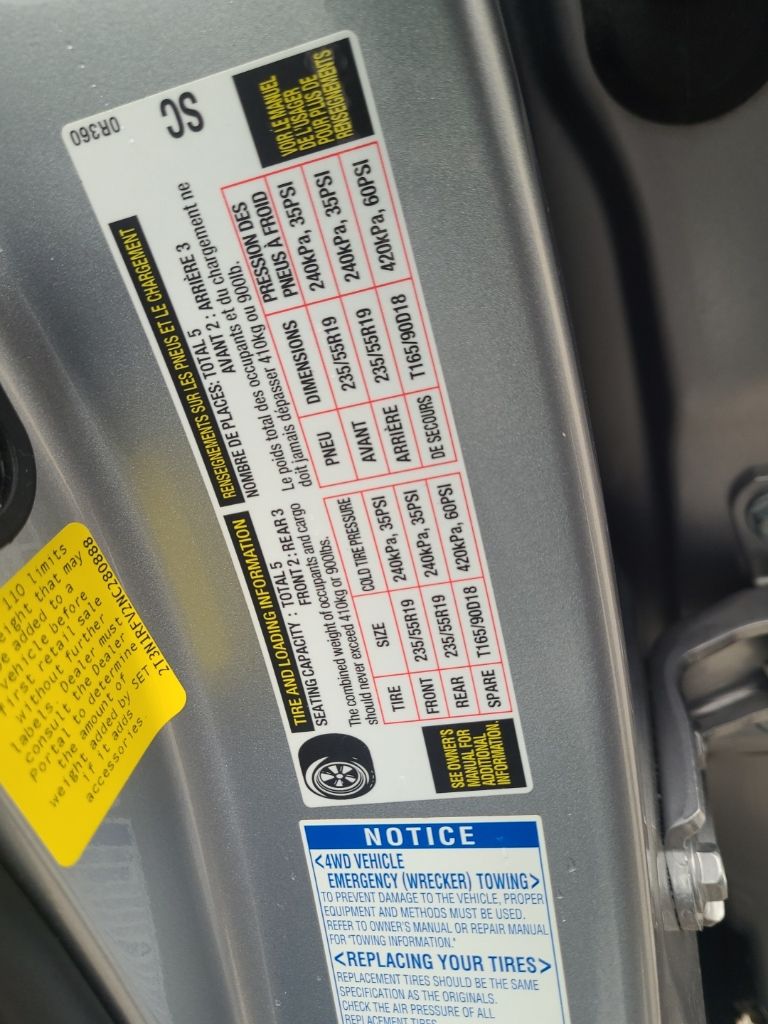 110 limits
weight that may
be added to a
vehicle before
first retail sale
without further
labels. Dealer must
consult the Dealer
Portal to determine
the amount of
weight added by SET
if it adds
accessories.
2T3N1RFV2NC280888
TIRE AND LOADING INFORMATION
SEATING CAPACITY : TOTAL 5
FRONT 2 : REAR 3
The combined weight of occupants and cargo
should never exceed 410kg or 900lbs.
TIRE SIZE COLD TIRE PRESSURE
FRONT 235/55R19 240kPa, 35PSI
REAR 235/55R19 240kPa, 35PSI
SPARE T165/90D18 420kPa, 60PSI
SEE OWNER'S
MANUAL FOR
ADDITIONAL
INFORMATION.
RENSEIGNEMENTS SUR LES PNEUS ET LE CHARGEMENT
NOMBRE DE PLACES: TOTAL 5
AVANT 2 : ARRIÈRE 3
Le poids total des occupants et du chargement ne
doit jamais dépasser 410kg ou 900lb.
PNEU DIMENSIONS PRESSION DES
PNEUS À FROID
AVANT 235/55R19 240kPa, 35PSI
ARRIÈRE 235/55R19 240kPa, 35PSI
DE SECOURS T165/90D18 420kPa, 60PSI
0R360
SC
VOIR LE MANUEL
DE L'USAGER
POUR PLUS DE
RENSEIGNEMENTS
NOTICE
<4WD VEHICLE
EMERGENCY (WRECKER) TOWING>
TO PREVENT DAMAGE TO THE VEHICLE, PROPER
EQUIPMENT AND METHODS MUST BE USED.
REFER TO OWNER'S MANUAL OR REPAIR MANUAL
FOR "TOWING INFORMATION."
<REPLACING YOUR TIRES>
REPLACEMENT TIRES SHOULD BE THE SAME
SPECIFICATION AS THE ORIGINALS.
CHECK THE AIR PRESSURE OF ALL
REPLACEMENT TIRES